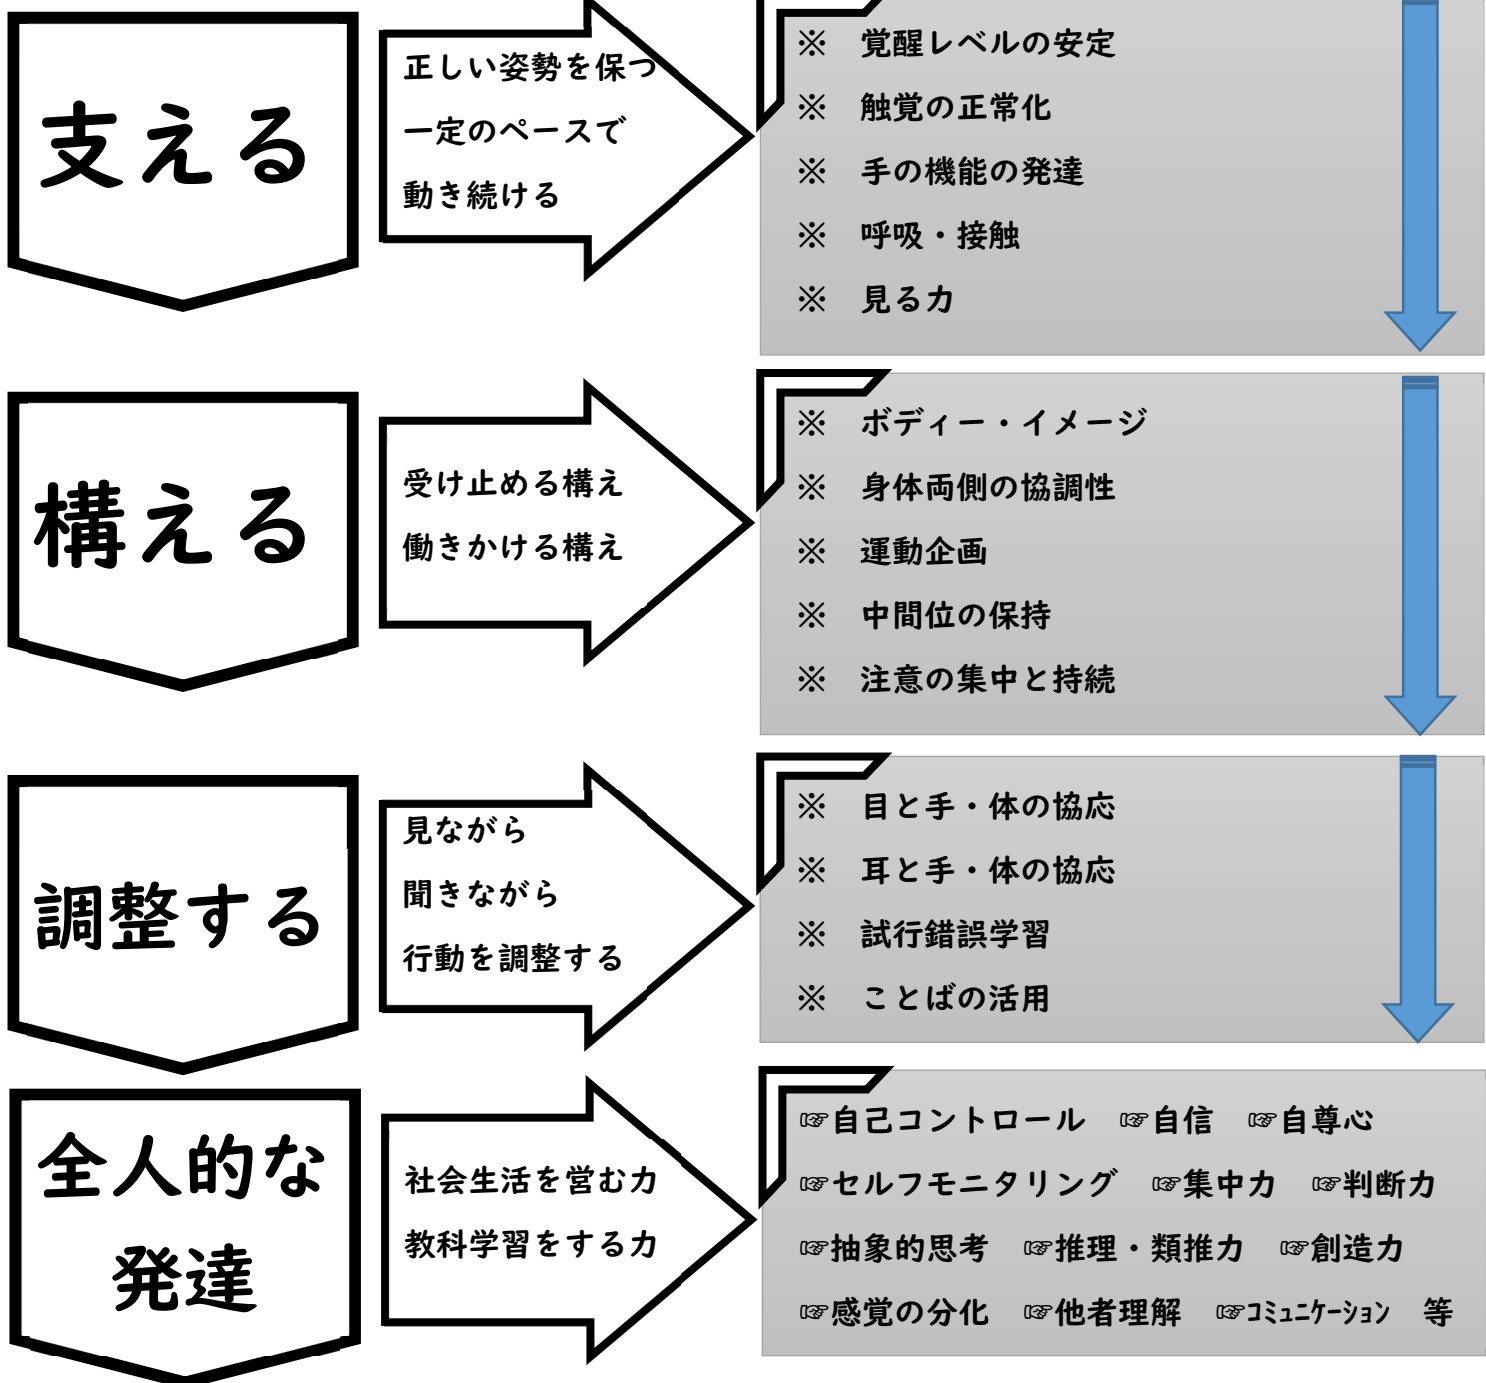 支える
正しい姿勢を保つ
一定のペースで
動き続ける
※　覚醒レベルの安定
※　触覚の正常化
※　手の機能の発達
※　呼吸・接触
※　見る力
構える
受け止める構え
働きかける構え
※　ボディー・イメージ
※　身体両側の協調性
※　運動企画
※　中間位の保持
※　注意の集中と持続
調整する
見ながら
聞きながら
行動を調整する
※　目と手・体の協応
※　耳と手・体の協応
※　試行錯誤学習
※　ことばの活用
全人的な
発達
社会生活を営む力
教科学習をする力
☞自己コントロール　☞自信　☞自尊心
☞セルフモニタリング　☞集中力　☞判断力
☞抽象的思考　☞推理・類推力　☞創造力
☞感覚の分化　☞他者理解　☞ｺﾐｭﾆｹｰｼｮﾝ　等